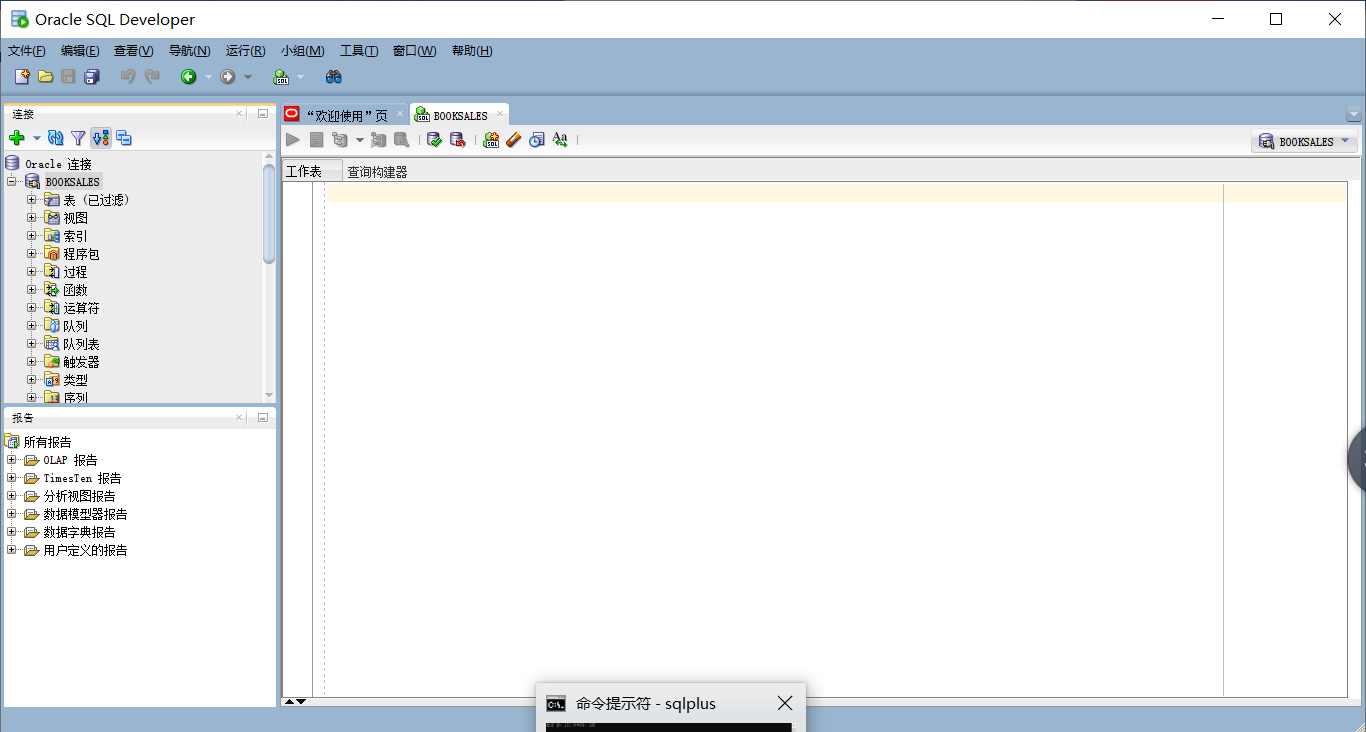 Oracle SQL Developer
文件(F) 编辑(E) 查看(V) 导航(N) 运行(R) 小组(M) 工具(T) 窗口(W) 帮助(H)
连接
Oracle 连接
BOOKSALES
表 (已过滤)
视图
索引
程序包
过程
函数
运算符
队列
队列表
触发器
类型
序列
报告
所有报告
OLAP 报告
TimesTen 报告
分析视图报告
数据模型器报告
数据字典报告
用户定义的报告
“欢迎使用”页 BOOKSALES
BOOKSALES
工作表 查询构建器
命令提示符 - sqlplus